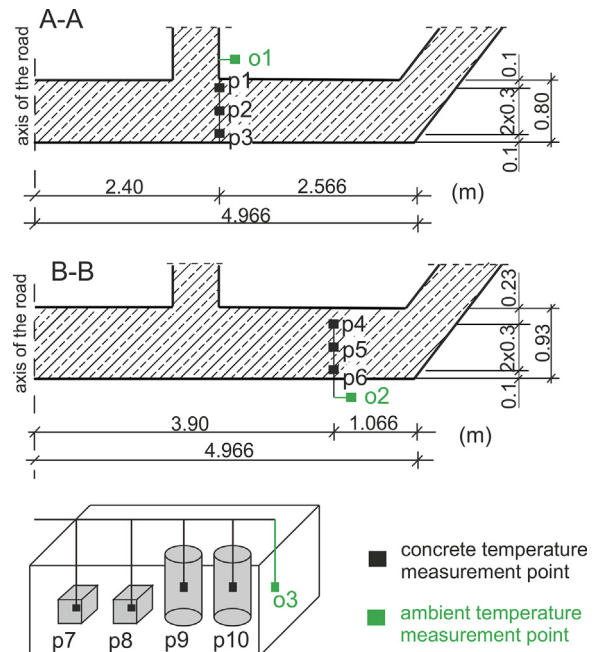 A-A
axis of the road
o1
p1
p2
p3
0.1
2x0.3
0.1
0.80
2.40
2.566
(m)
4.966
B-B
axis of the road
p4
p5
p6
o2
0.23
2x0.3
0.1
0.93
3.90
1.066
(m)
4.966
o3
p7
p8
p9
p10
concrete temperature
measurement point
ambient temperature
measurement point